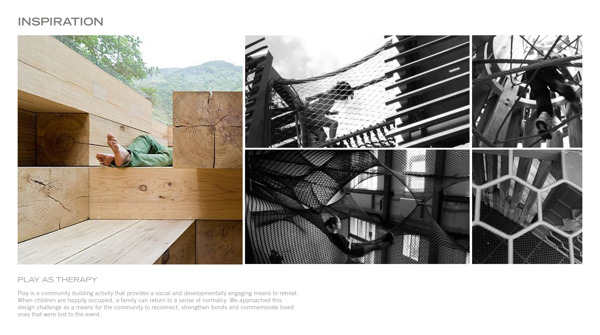 INSPIRATION
PLAY AS THERAPY
Play is a community building activity that provides a social and developmentally engaging means to retreat.
When children are happily occupied, a family can return to a sense of normalcy. We approached this
design challenge as a means for the community to reconnect, strengthen bonds and commemorate loved
ones that were lost to the event.